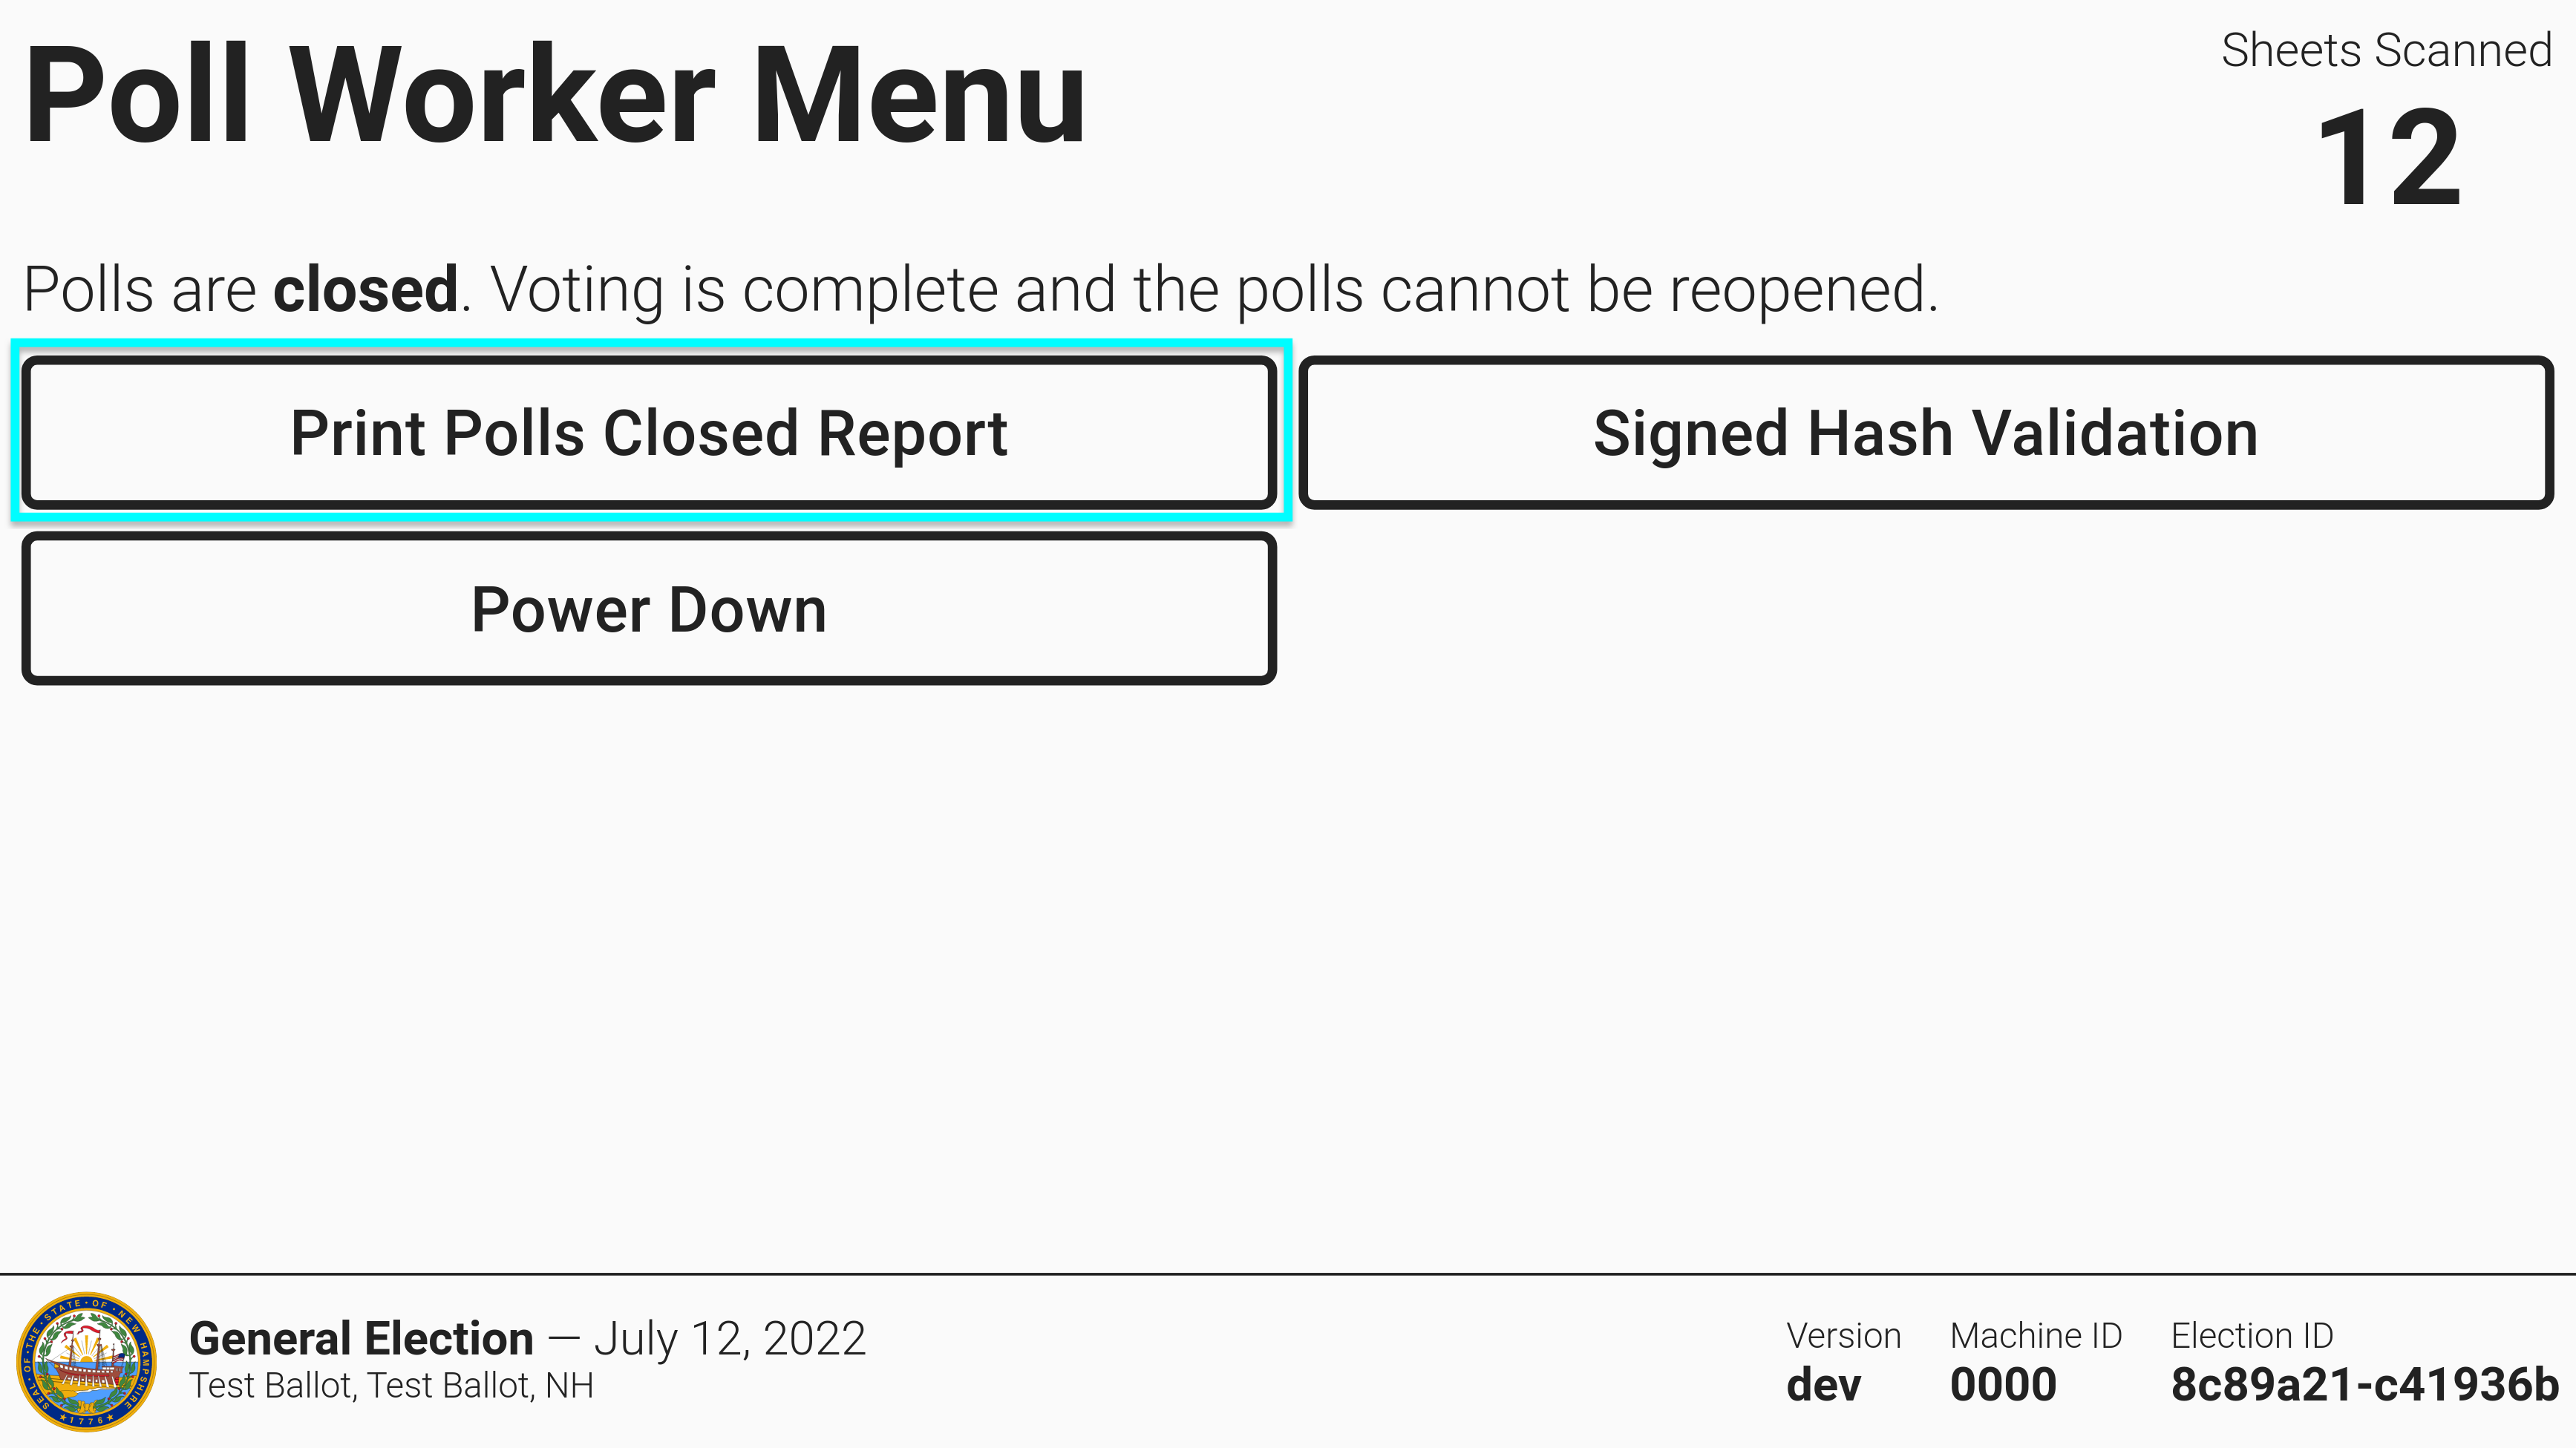 Poll Worker Menu
Sheets Scanned
12
Polls are closed. Voting is complete and the polls cannot be reopened.
Print Polls Closed Report
Signed Hash Validation
Power Down
SEAL · OF · THE · STATE · OF · NEW HAMPSHIRE
1776
General Election — July 12, 2022
Test Ballot, Test Ballot, NH
Version
dev
Machine ID
0000
Election ID
8c89a21-c41936b